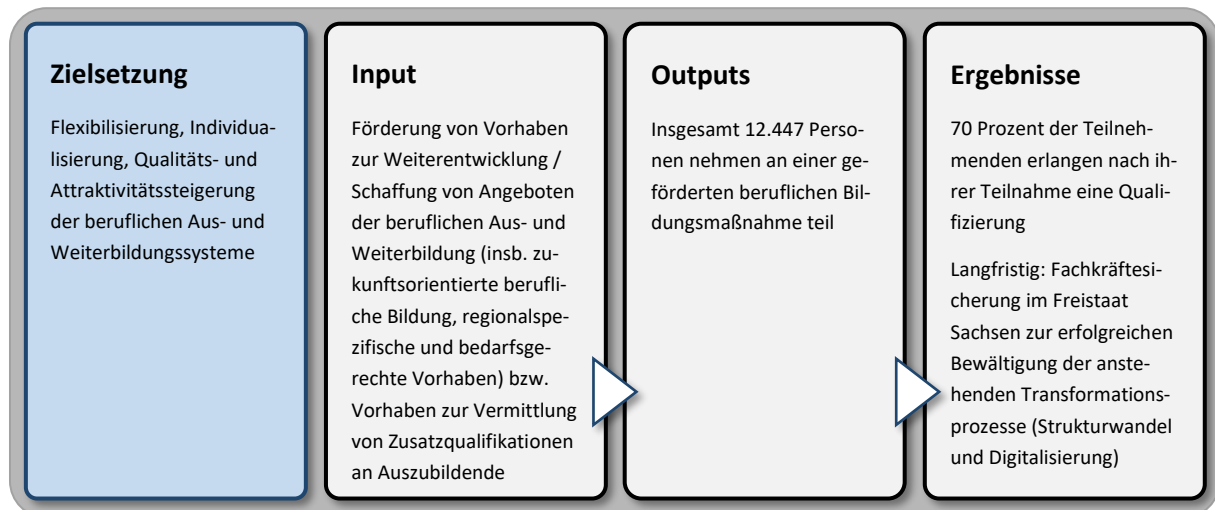 Zielsetzung
Flexibilisierung, Individua-
lisierung, Qualitäts- und
Attraktivitätssteigerung
der beruflichen Aus- und
Weiterbildungssysteme
Input
Förderung von Vorhaben
zur Weiterentwicklung /
Schaffung von Angeboten
der beruflichen Aus- und
Weiterbildung (insb. zu-
kunftsorientierte berufli-
che Bildung, regionalspe-
zifische und bedarfsge-
rechte Vorhaben) bzw.
Vorhaben zur Vermittlung
von Zusatzqualifikationen
an Auszubildende
Outputs
Insgesamt 12.447 Perso-
nen nehmen an einer ge-
förderten beruflichen Bil-
dungsmaßnahme teil
Ergebnisse
70 Prozent der Teilneh-
menden erlangen nach ih-
rer Teilnahme eine Quali-
fizierung
Langfristig: Fachkräftesi-
cherung im Freistaat
Sachsen zur erfolgreichen
Bewältigung der anste-
henden Transformations-
prozesse (Strukturwandel
und Digitalisierung)